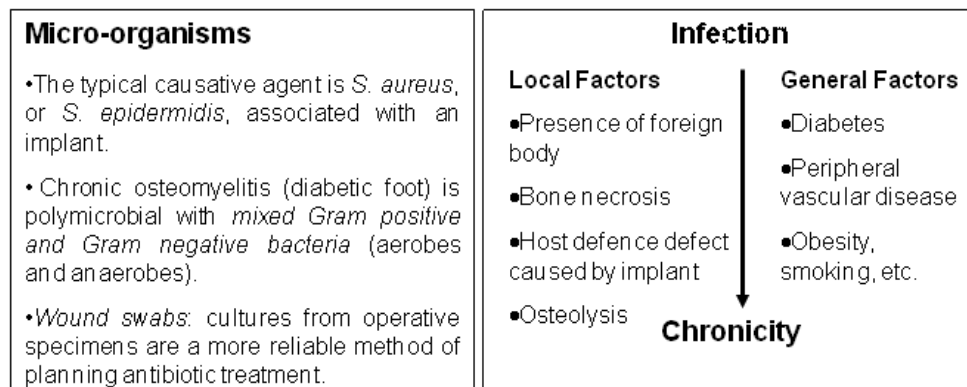 Micro-organisms
•The typical causative agent is S. aureus,
or S. epidermidis, associated with an
implant.
• Chronic osteomyelitis (diabetic foot) is
polymicrobial with mixed Gram positive
and Gram negative bacteria (aerobes
and anaerobes).
•Wound swabs: cultures from operative
specimens are a more reliable method of
planning antibiotic treatment.
Infection
Local Factors
•Presence of foreign
body
•Bone necrosis
•Host defence defect
caused by implant
•Osteolysis
General Factors
•Diabetes
•Peripheral
vascular disease
•Obesity,
smoking, etc.
Chronicity